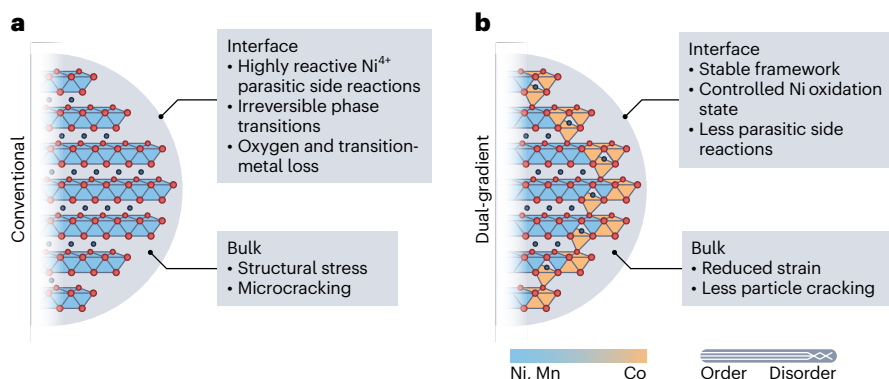 a
Conventional
Interface
• Highly reactive Ni⁴⁺
parasitic side reactions
• Irreversible phase
transitions
• Oxygen and transition-
metal loss
Bulk
• Structural stress
• Microcracking
b
Dual-gradient
Interface
• Stable framework
• Controlled Ni oxidation
state
• Less parasitic side
reactions
Bulk
• Reduced strain
• Less particle cracking
Ni, Mn Co
Order Disorder